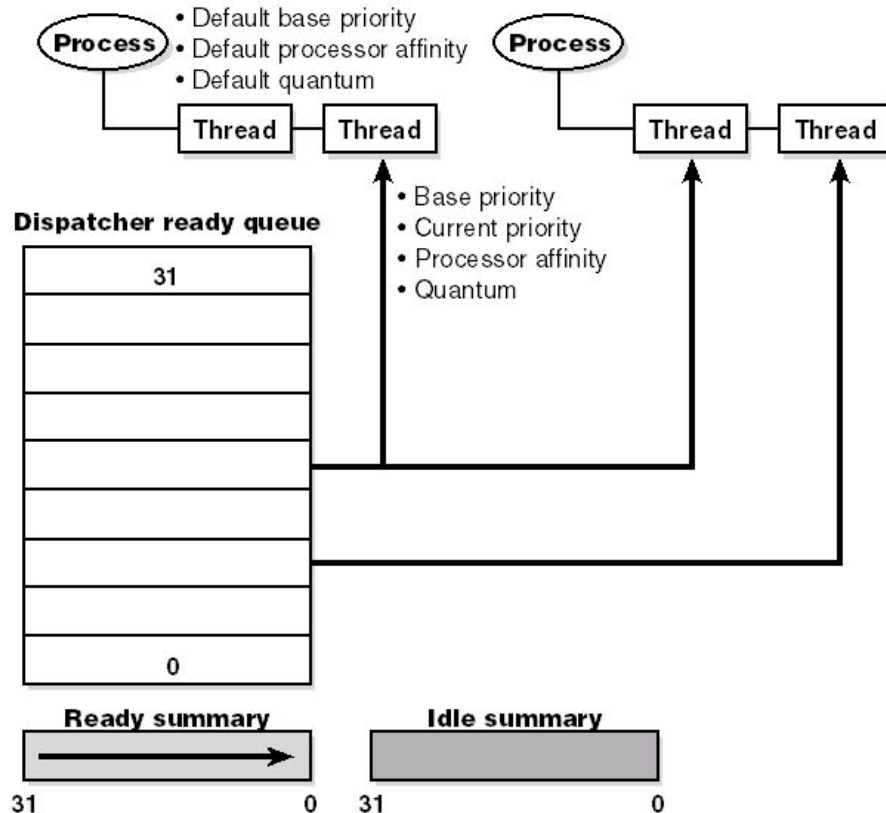 Process
• Default base priority
• Default processor affinity
• Default quantum
Process
Thread
Thread
Thread
Thread
• Base priority
• Current priority
• Processor affinity
• Quantum
Dispatcher ready queue
31
0
Ready summary
Idle summary
31
0
31
0